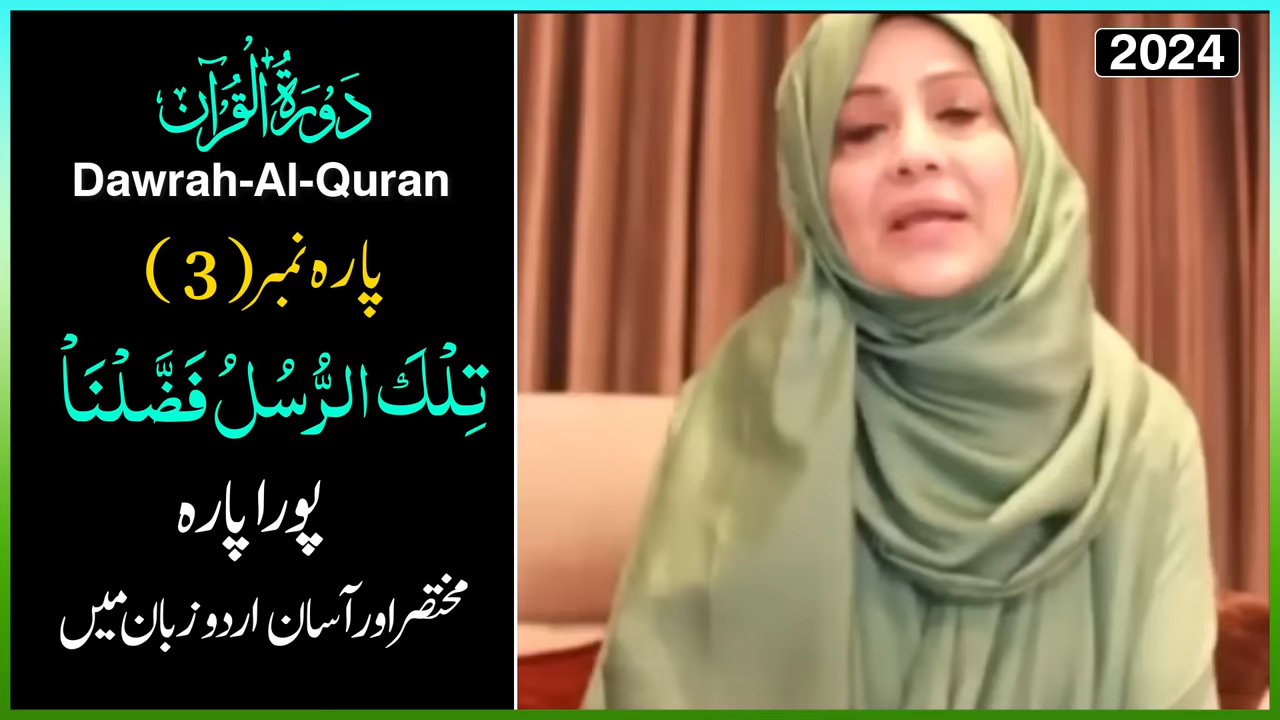 دَوْرَةُ الْقُرْآن
Dawrah-Al-Quran
پارہ نمبر (3)
تِلْكَ الرُّسُلُ فَضَّلْنَا
پورا پارہ
مختصر اور آسان اردو زبان میں
2024